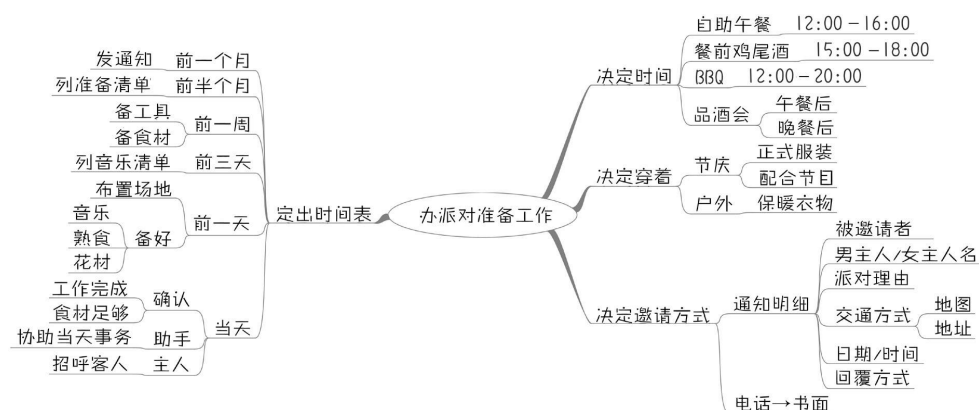 办派对准备工作
决定时间
自助午餐 12:00-16:00
餐前鸡尾酒 15:00-18:00
BBQ 12:00-20:00
品酒会
午餐后
晚餐后
决定穿着
节庆
正式服装
配合节目
户外 保暖衣物
决定邀请方式
通知明细
被邀请者
男主人/女主人名
派对理由
交通方式
地图
地址
日期/时间
回覆方式
电话→书面
定出时间表
发通知 前一个月
列准备清单 前半个月
前一周
备工具
备食材
列音乐清单 前三天
前一天
布置场地
备好
音乐
熟食
花材
当天
确认
工作完成
食材足够
协助当天事务 助手
招呼客人 主人